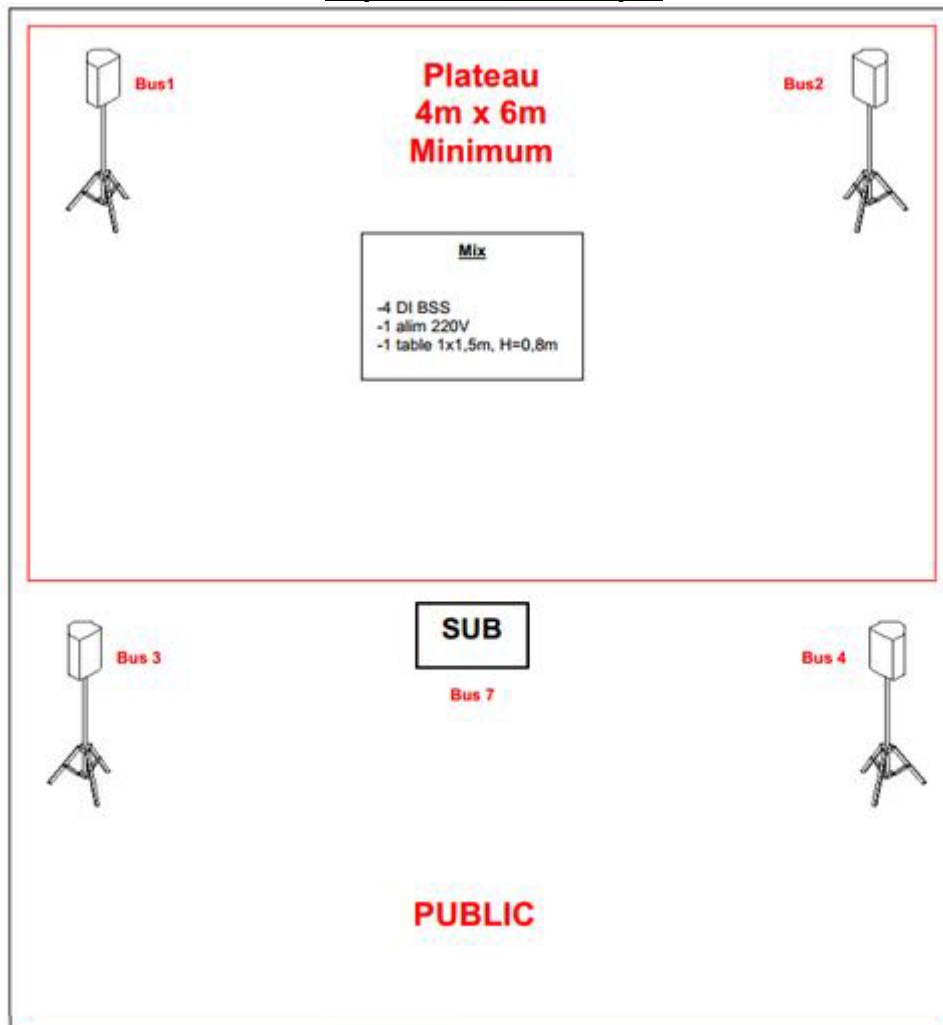 Bus1
Plateau
4m x 6m
Minimum
Bus2
Mix
-4 DI BSS
-1 alim 220V
-1 table 1x1,5m, H=0,8m
SUB
Bus 3
Bus 4
Bus 7
PUBLIC